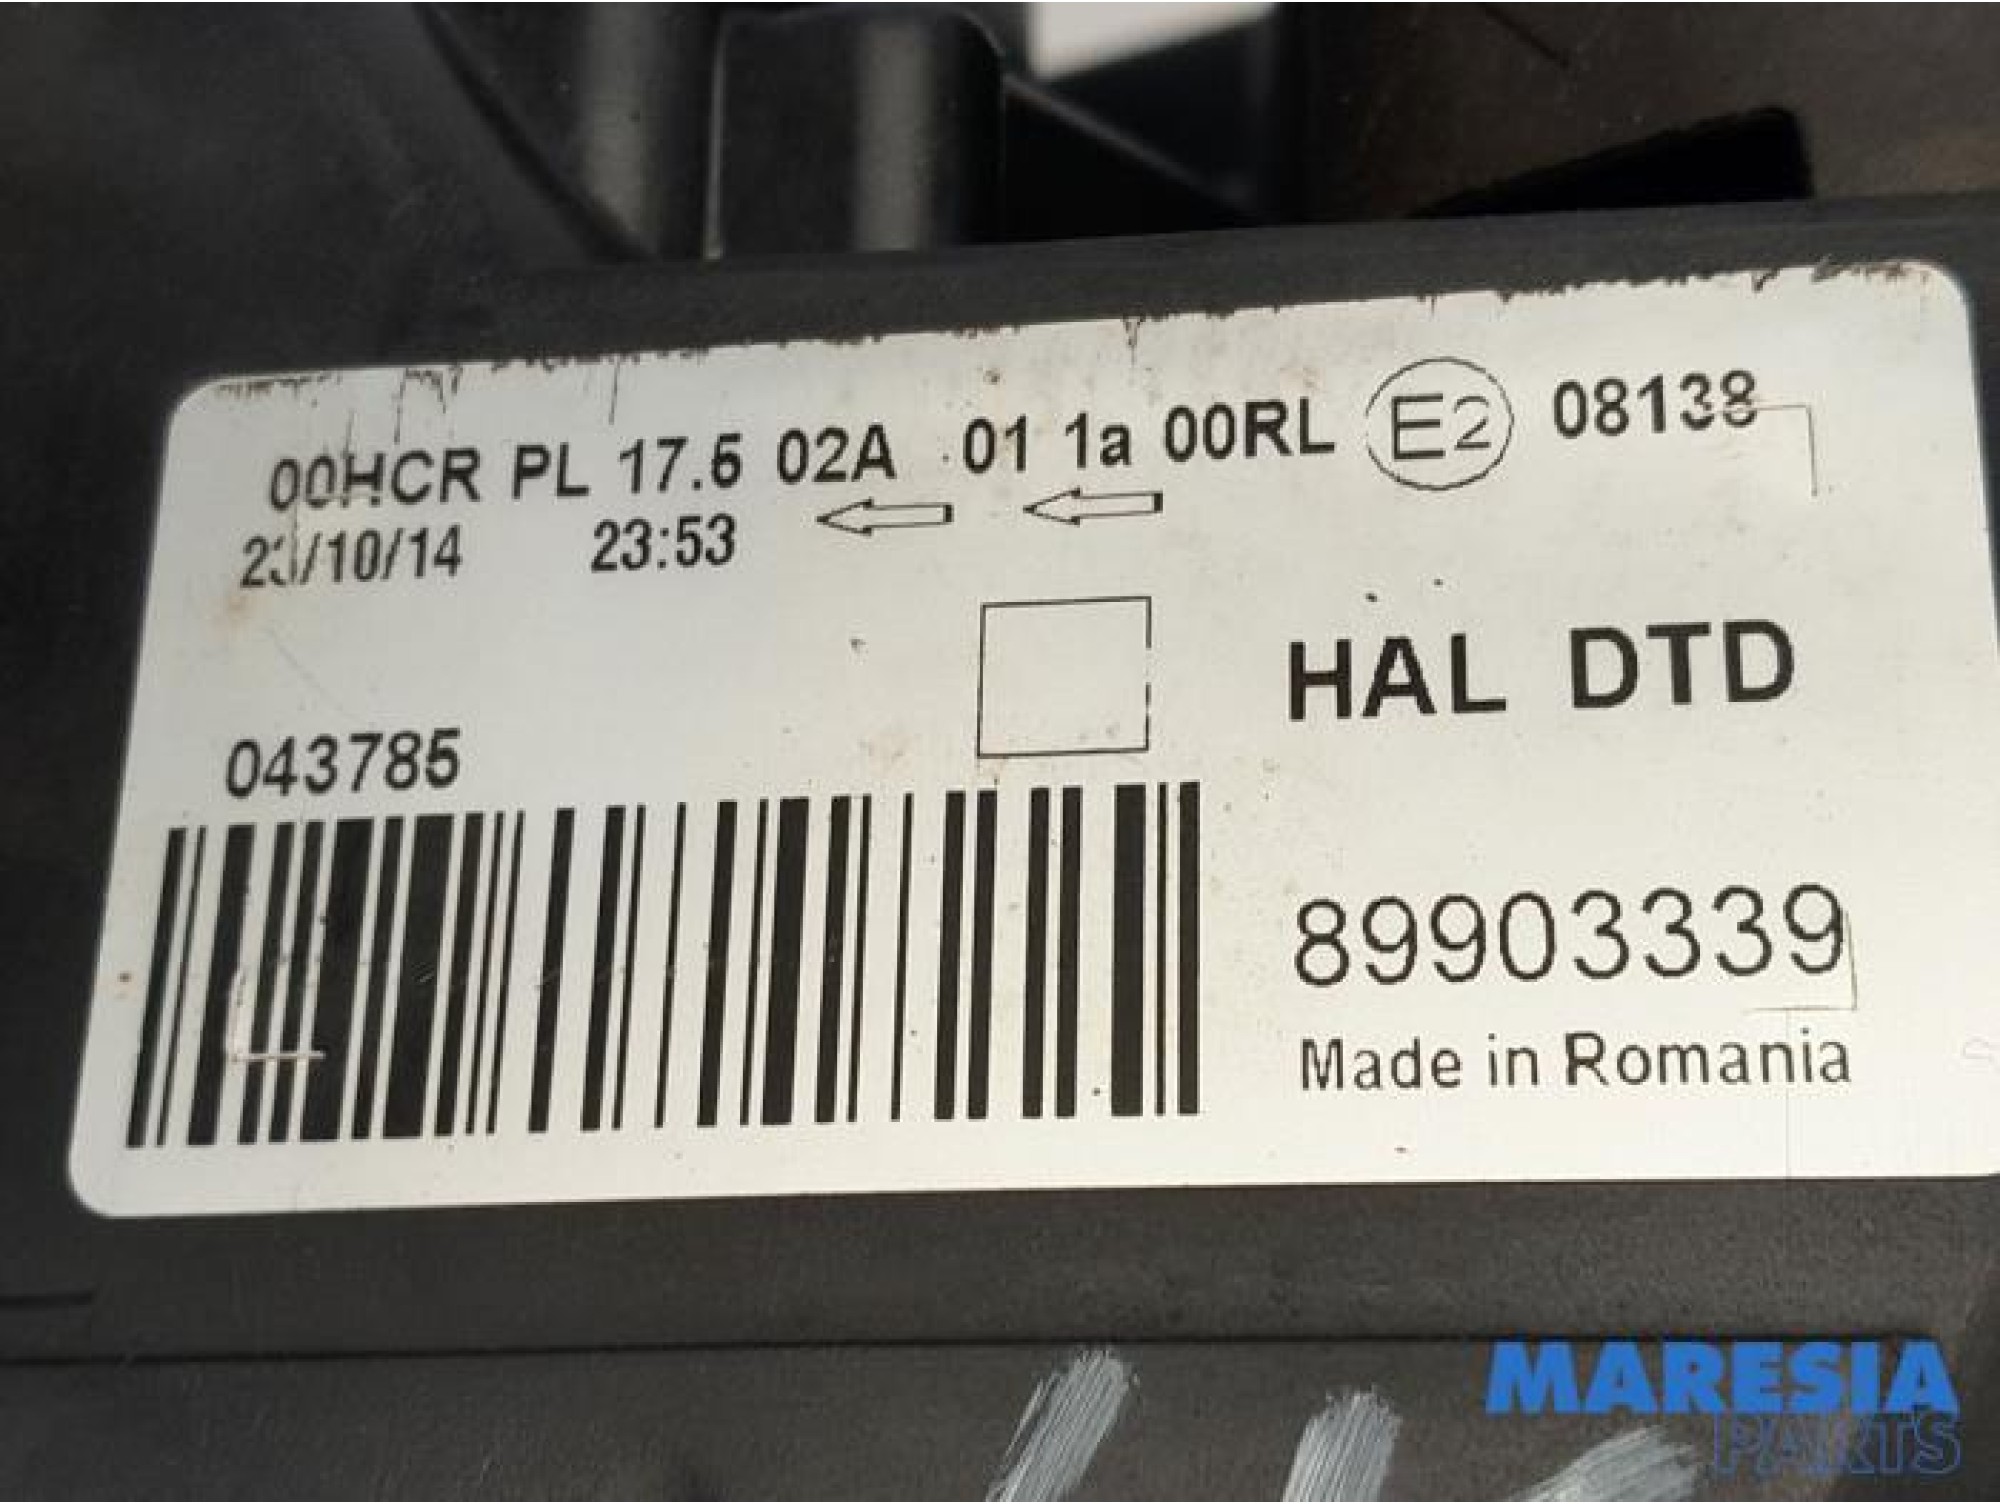 00HCR PL 17.5 02A 01 1a 00RL E2 08138
23/10/14 23:53
HAL DTD
043785
89903339
Made in Romania
MARESIA
PARTS